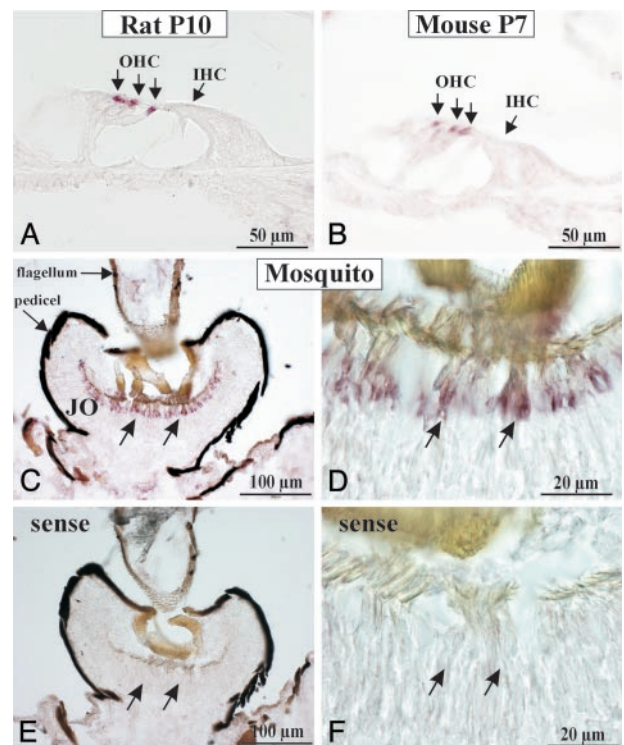 Rat P10
Mouse P7
OHC
IHC
OHC
IHC
A
50 µm
B
50 µm
Mosquito
flagellum
pedicel
JO
C
100 µm
D
20 µm
sense
sense
E
100 µm
F
20 µm